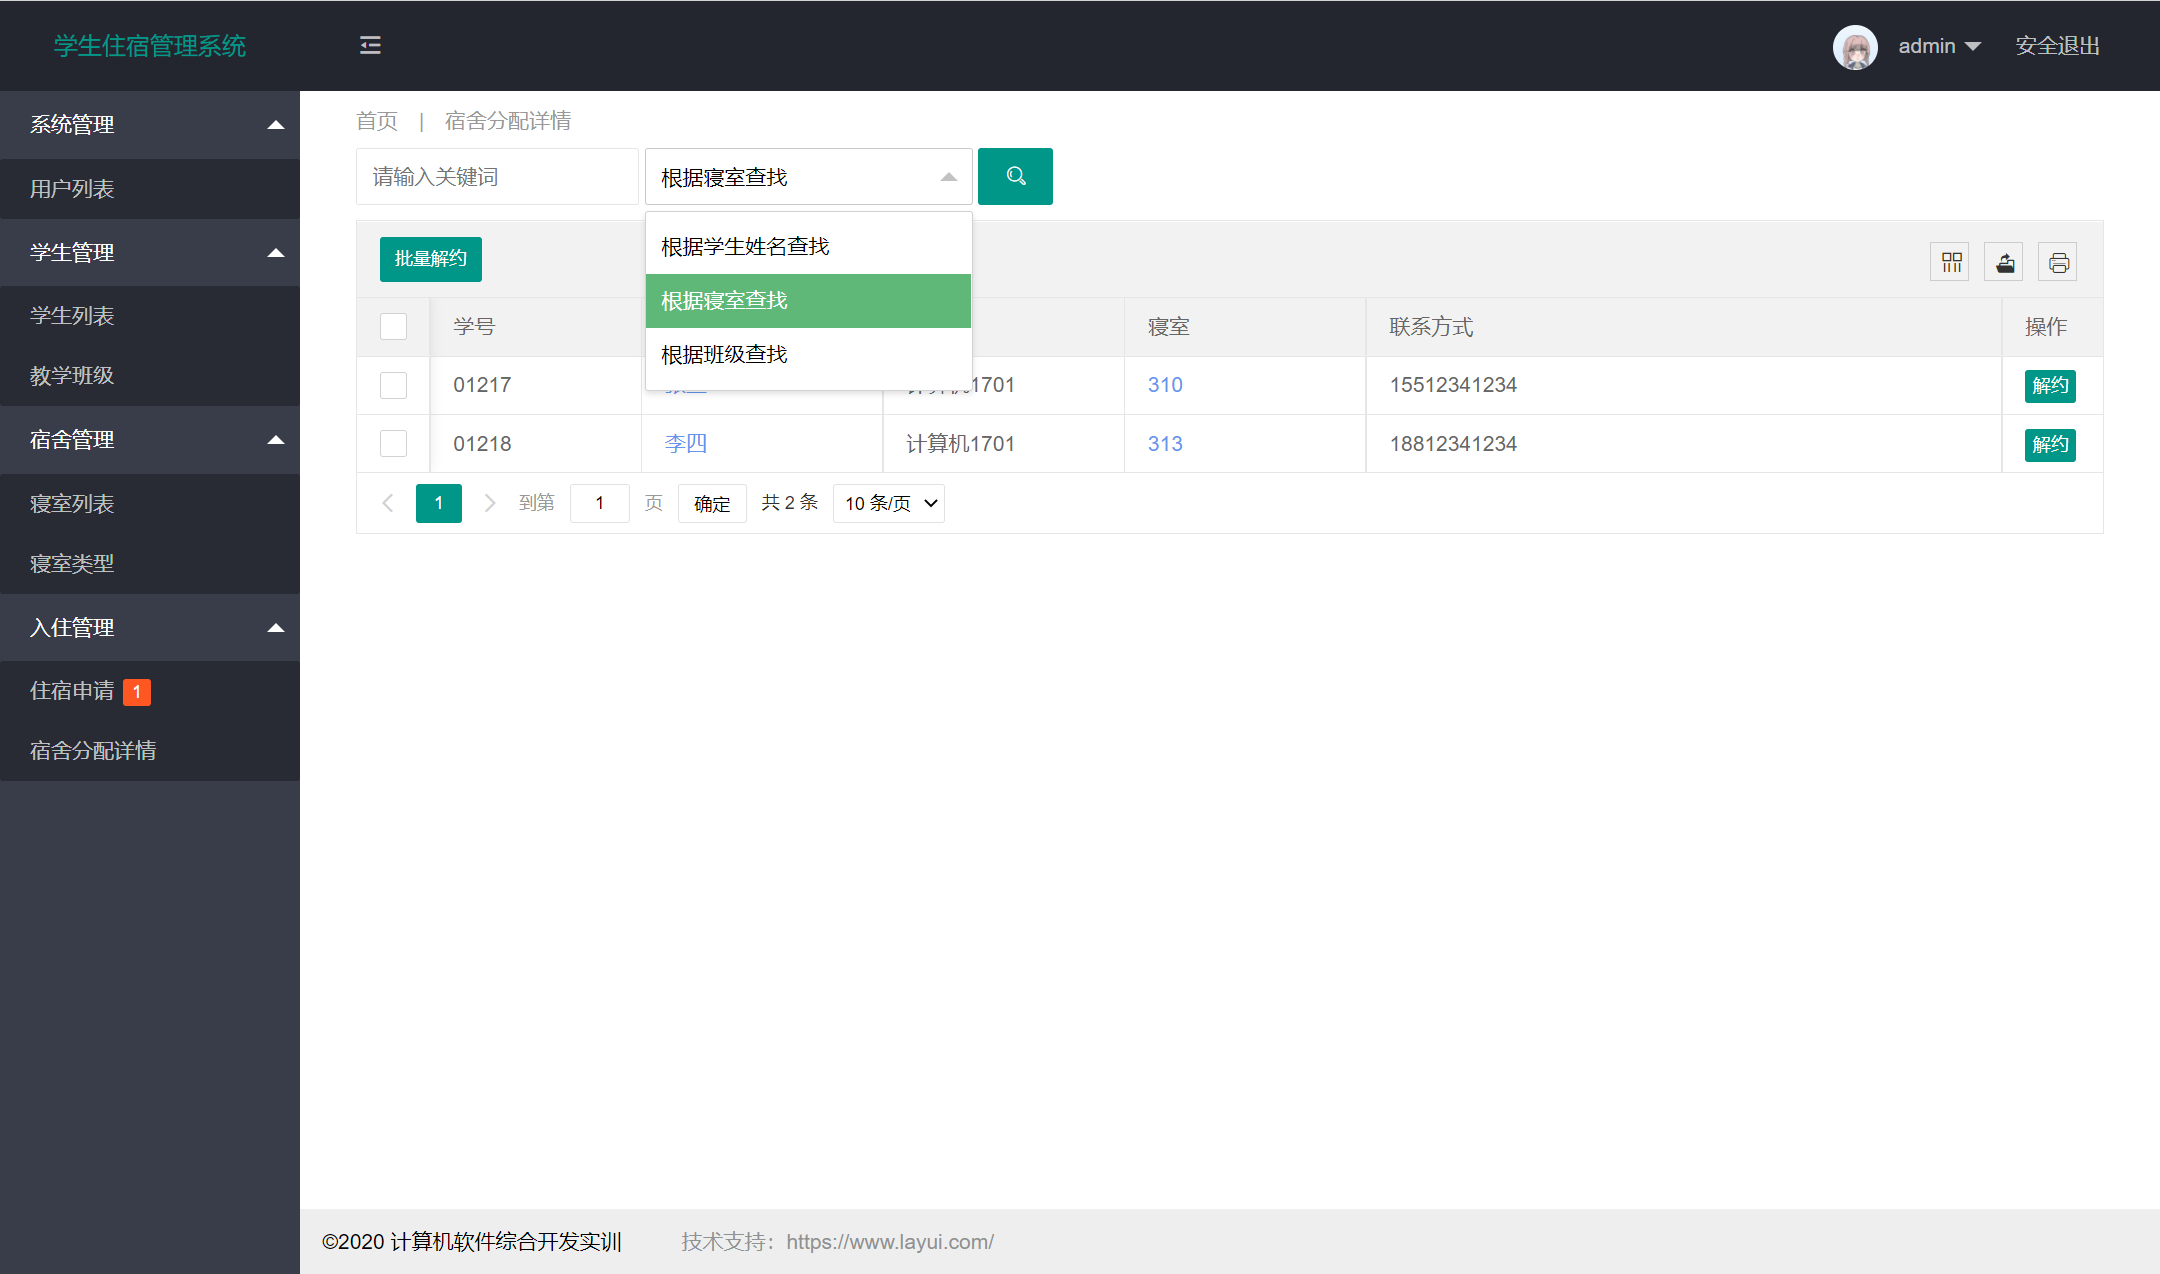 学生住宿管理系统
admin
安全退出
系统管理
用户列表
学生管理
学生列表
教学班级
宿舍管理
寝室列表
寝室类型
入住管理
住宿申请 1
宿舍分配详情
首页 | 宿舍分配详情
请输入关键词
根据寝室查找
根据学生姓名查找
根据寝室查找
根据班级查找
批量解约
学号 寝室 联系方式 操作
01217 1701 310 15512341234 解约
01218 李四 计算机1701 313 18812341234 解约
1 到第 1 页 确定 共 2 条 10 条/页
©2020 计算机软件综合开发实训 技术支持：https://www.layui.com/